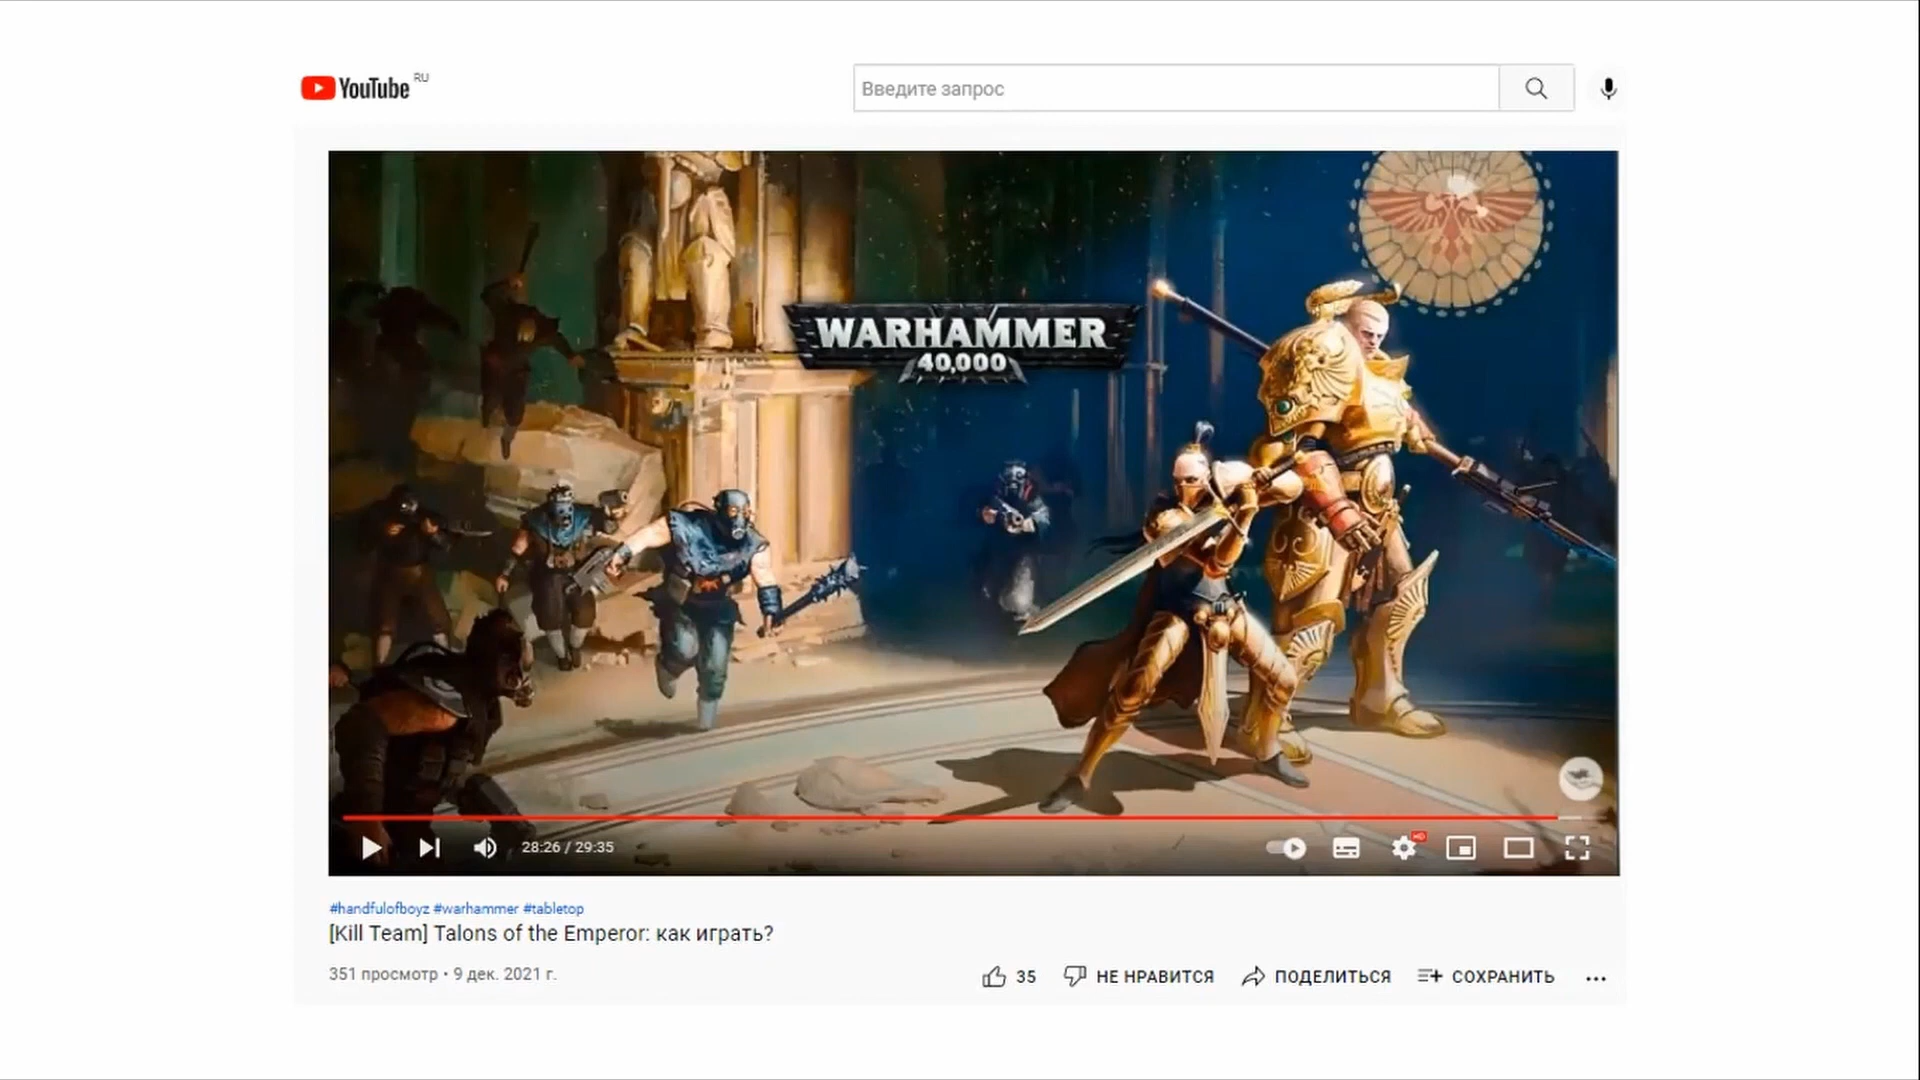 YouTube RU
Введите запрос
WARHAMMER
40,000
28:26 / 29:35
HD
#handfulofboyz #warhammer #tabletop
[Kill Team] Talons of the Emperor: как играть?
351 просмотр • 9 дек. 2021 г.
35 НЕ НРАВИТСЯ ПОДЕЛИТЬСЯ СОХРАНИТЬ